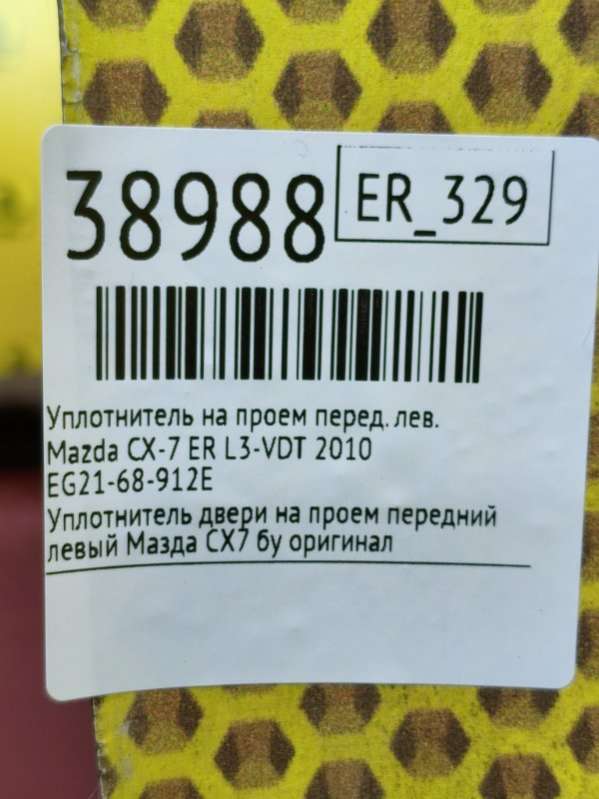 38988
ER_329
Уплотнитель на проем перед. лев.
Mazda CX-7 ER L3-VDT 2010
EG21-68-912E
Уплотнитель двери на проем передний
левый Мазда СХ7 бу оригинал